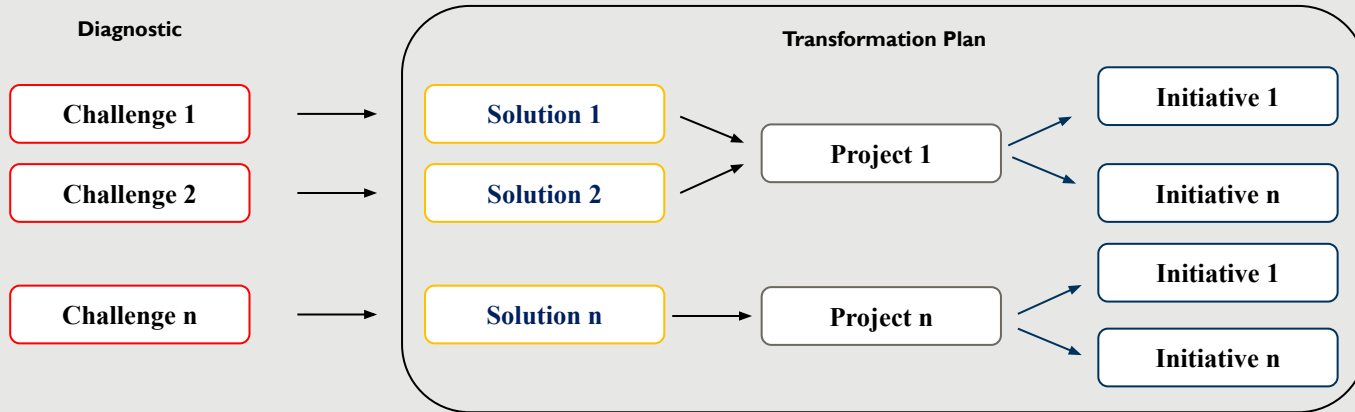 Diagnostic
Transformation Plan
Challenge 1
Solution 1
Project 1
Initiative 1
Challenge 2
Solution 2
Initiative n
Challenge n
Solution n
Project n
Initiative 1
Initiative n